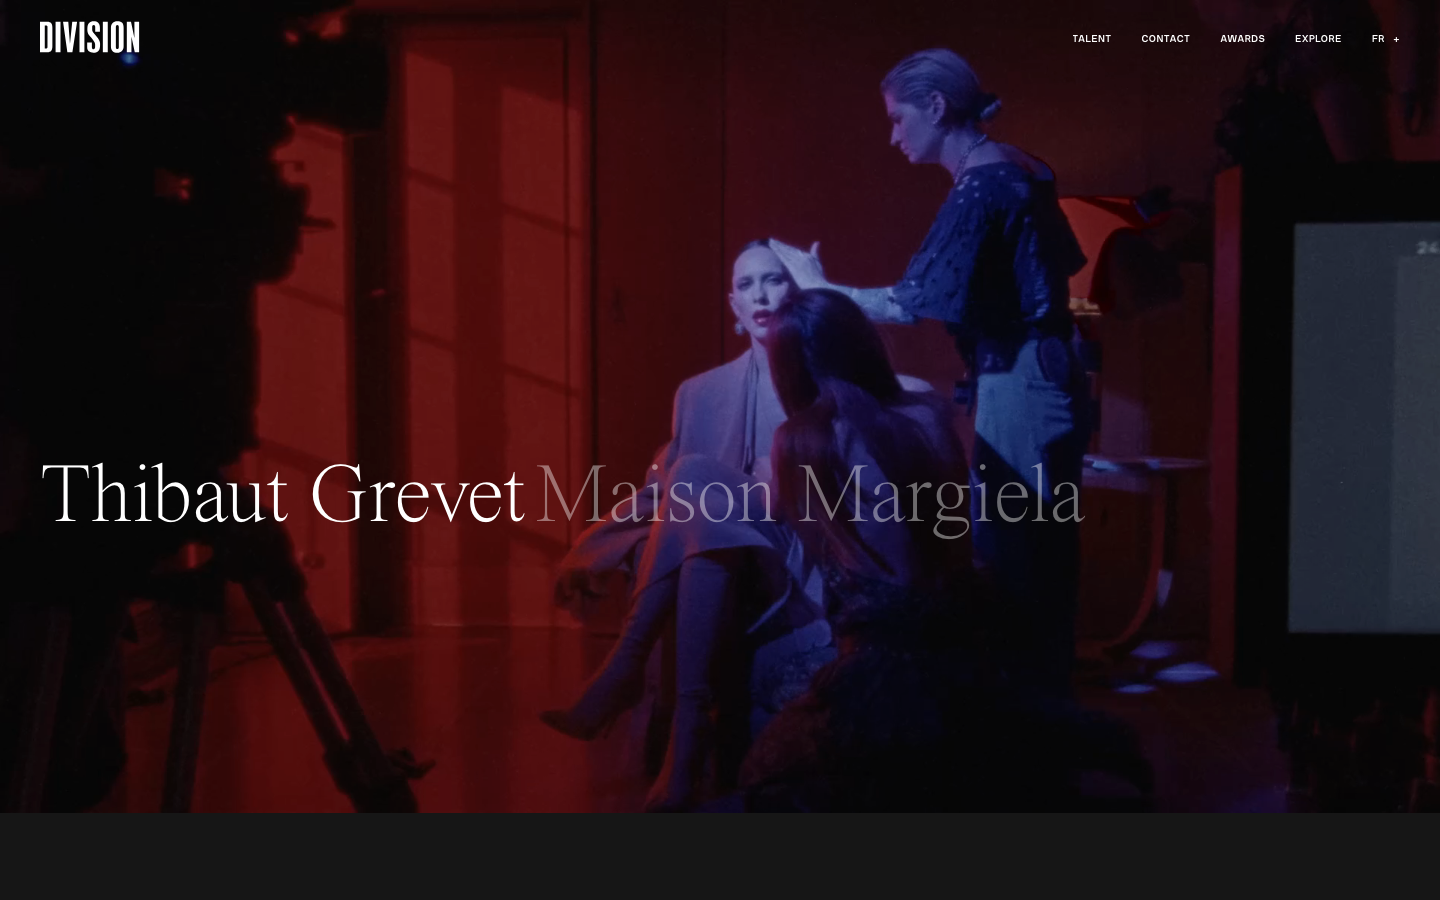 DIVISION
TALENT CONTACT AWARDS EXPLORE FR +
Thibaut Grevet Maison Margiela